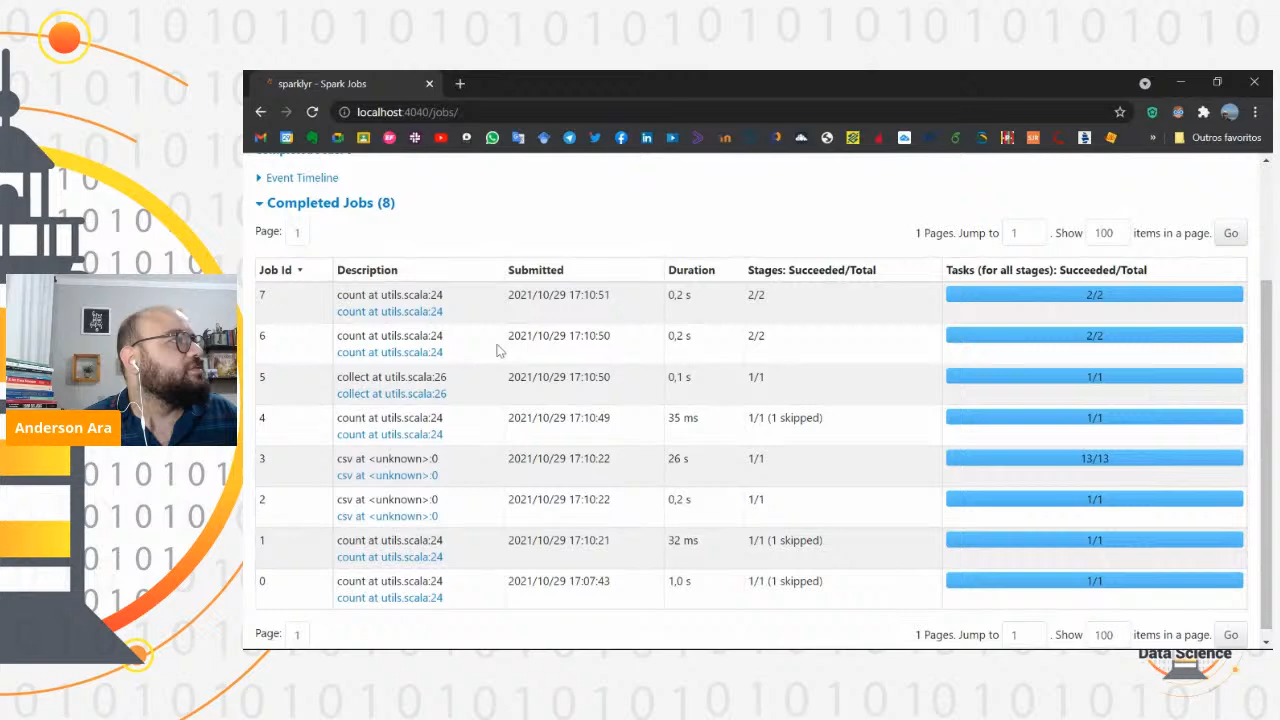 sparklyr - Spark Jobs
localhost:4040/jobs/
Outros favoritos
Event Timeline
Completed Jobs (8)
Page: 1
1 Pages. Jump to 1 . Show 100 items in a page. Go
Job Id Description Submitted Duration Stages: Succeeded/Total Tasks (for all stages): Succeeded/Total
7 count at utils.scala:24 2021/10/29 17:10:51 0,2 s 2/2 2/2
count at utils.scala:24
6 count at utils.scala:24 2021/10/29 17:10:50 0,2 s 2/2 2/2
count at utils.scala:24
5 collect at utils.scala:26 2021/10/29 17:10:50 0,1 s 1/1 1/1
collect at utils.scala:26
4 count at utils.scala:24 2021/10/29 17:10:49 35 ms 1/1 (1 skipped) 1/1
count at utils.scala:24
3 csv at <unknown>:0 2021/10/29 17:10:22 26 s 1/1 13/13
csv at <unknown>:0
2 csv at <unknown>:0 2021/10/29 17:10:22 0,2 s 1/1 1/1
csv at <unknown>:0
1 count at utils.scala:24 2021/10/29 17:10:21 32 ms 1/1 (1 skipped) 1/1
count at utils.scala:24
0 count at utils.scala:24 2021/10/29 17:07:43 1,0 s 1/1 (1 skipped) 1/1
count at utils.scala:24
Page: 1
1 Pages. Jump to 1 . Show 100 items in a page. Go
Anderson Ara
Data Science